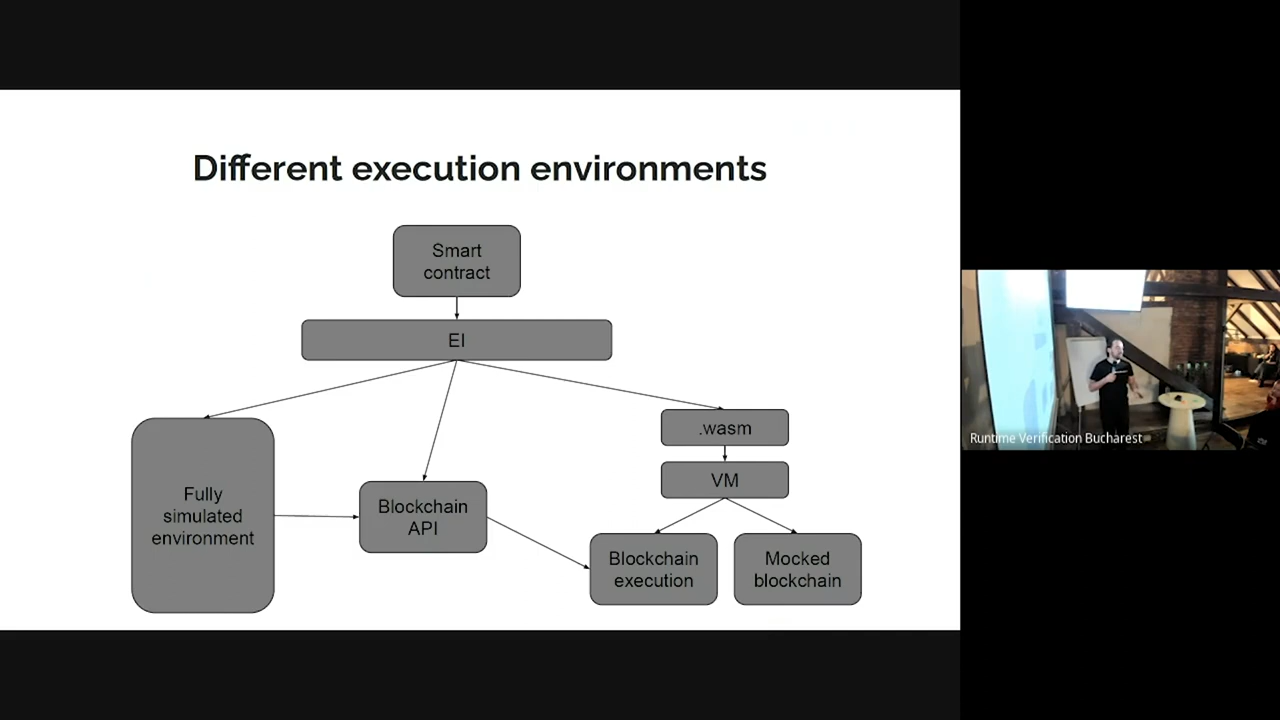 Different execution environments
Smart
contract
EI
.wasm
VM
Fully
simulated
environment
Blockchain
API
Blockchain
execution
Mocked
blockchain
Runtime Verification Bucharest